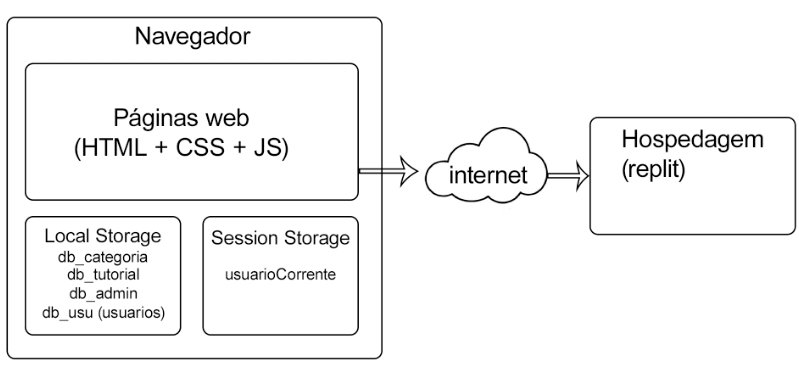 Navegador
Páginas web
(HTML + CSS + JS)
Local Storage
db_categoria
db_tutorial
db_admin
db_usu (usuarios)
Session Storage
usuarioCorrente
internet
Hospedagem
(replit)